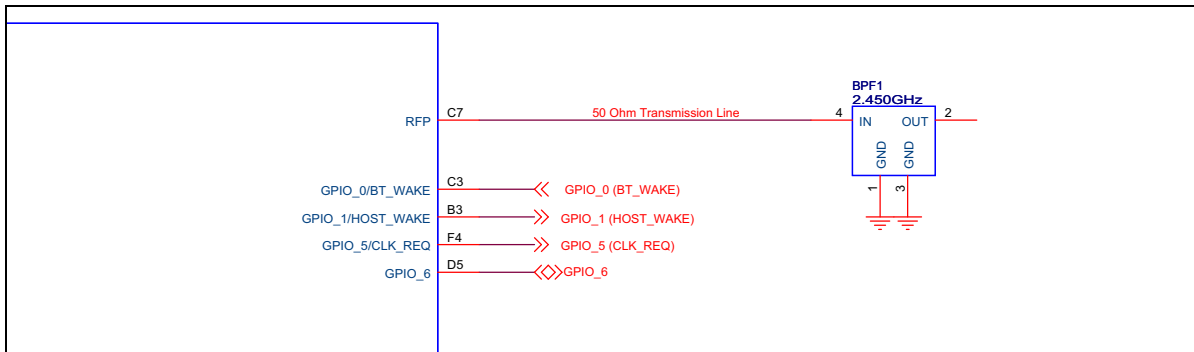 BPF1
2.450GHz
RFP C7 50 Ohm Transmission Line 4 IN OUT 2
GND GND
1 3
GPIO_0/BT_WAKE C3 GPIO_0 (BT_WAKE)
GPIO_1/HOST_WAKE B3 GPIO_1 (HOST_WAKE)
GPIO_5/CLK_REQ F4 GPIO_5 (CLK_REQ)
GPIO_6 D5 GPIO_6